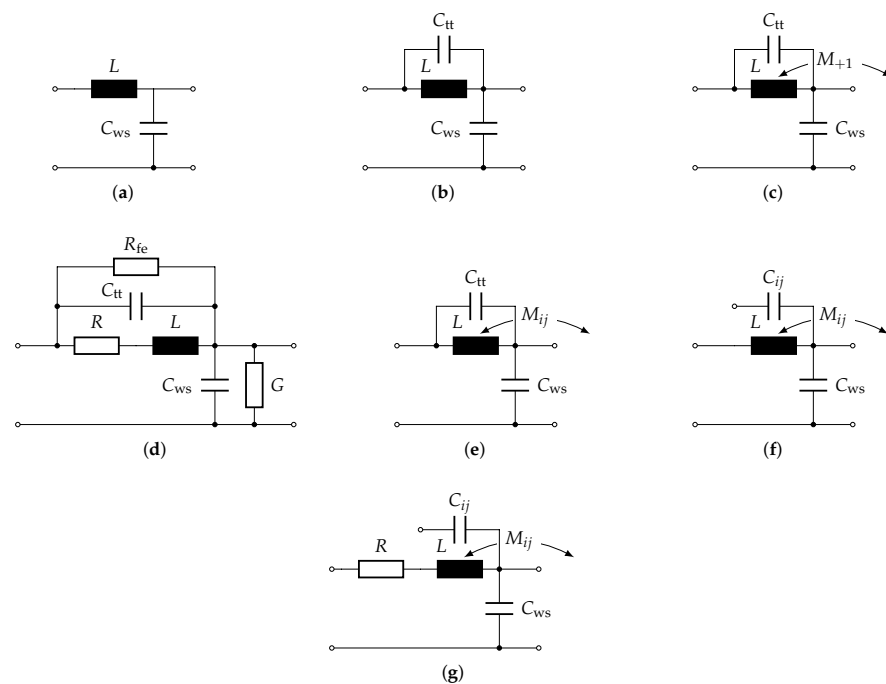 C_tt C_tt
L L L M_{+1}
C_ws C_ws C_ws
(a) (b) (c)
R_fe
C_tt C_tt C_ij
R L L M_ij L M_ij
C_ws G C_ws C_ws
(d) (e) (f)
C_ij
R L M_ij
C_ws
(g)